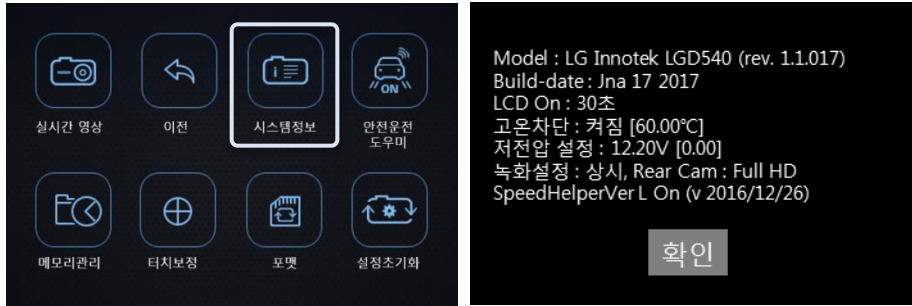 ON
실시간 영상
이전
시스템정보
안전운전
도우미
메모리관리
터치보정
포맷
설정초기화
Model : LG Innotek LGD540 (rev. 1.1.017)
Build-date : Jna 17 2017
LCD On : 30초
고온차단 : 켜짐 [60.00℃]
저전압 설정 : 12.20V [0.00]
녹화설정 : 상시, Rear Cam : Full HD
SpeedHelperVer L On (v 2016/12/26)
확인